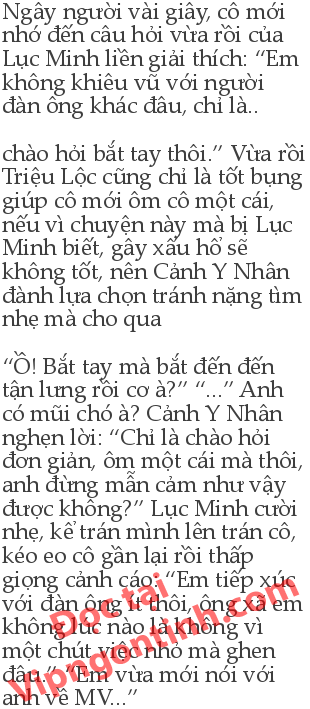 Ngây người vài giây, cô mới
nhớ đến câu hỏi vừa rồi của
Lục Minh liền giải thích: “Em
không khiêu vũ với người
đàn ông khác đâu, chỉ là..
chào hỏi bắt tay thôi.” Vừa rồi
Triệu Lộc cũng chỉ là tốt bụng
giúp cô mới ôm cô một cái,
nếu vì chuyện này mà bị Lục
Minh biết, gây xấu hổ sẽ
không tốt, nên Cảnh Y Nhân
đành lựa chọn tránh nặng tìm
nhẹ mà cho qua
“Ồ! Bắt tay mà bắt đến đến
tận lưng rồi cơ à?” “...” Anh
có mũi chó à? Cảnh Y Nhân
nghẹn lời: “Chỉ là chào hỏi
đơn giản, ôm một cái mà thôi,
anh đừng mẫn cảm như vậy
được không?” Lục Minh cười
nhẹ, kể trán mình lên trán cô,
kéo eo cô gần lại rồi thấp
giọng cảnh cáo: “Em tiếp xúc
với đàn ông ít thôi, ông xã em
không lúc nào là không vì
một chút việc nhỏ mà ghen
đâu.” “Em vừa mới nói với
anh về MV...”
Đọc tại
Vipngontinh.com